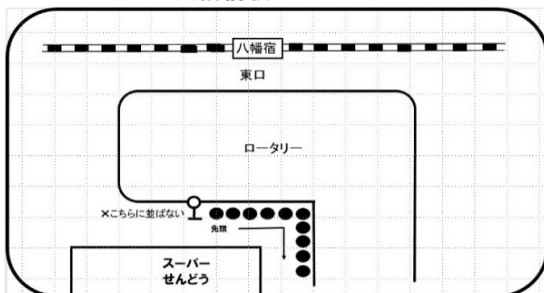 八幡宿
東口
ロータリー
×こちらに並ばない
先頭
スーパー
せんどう